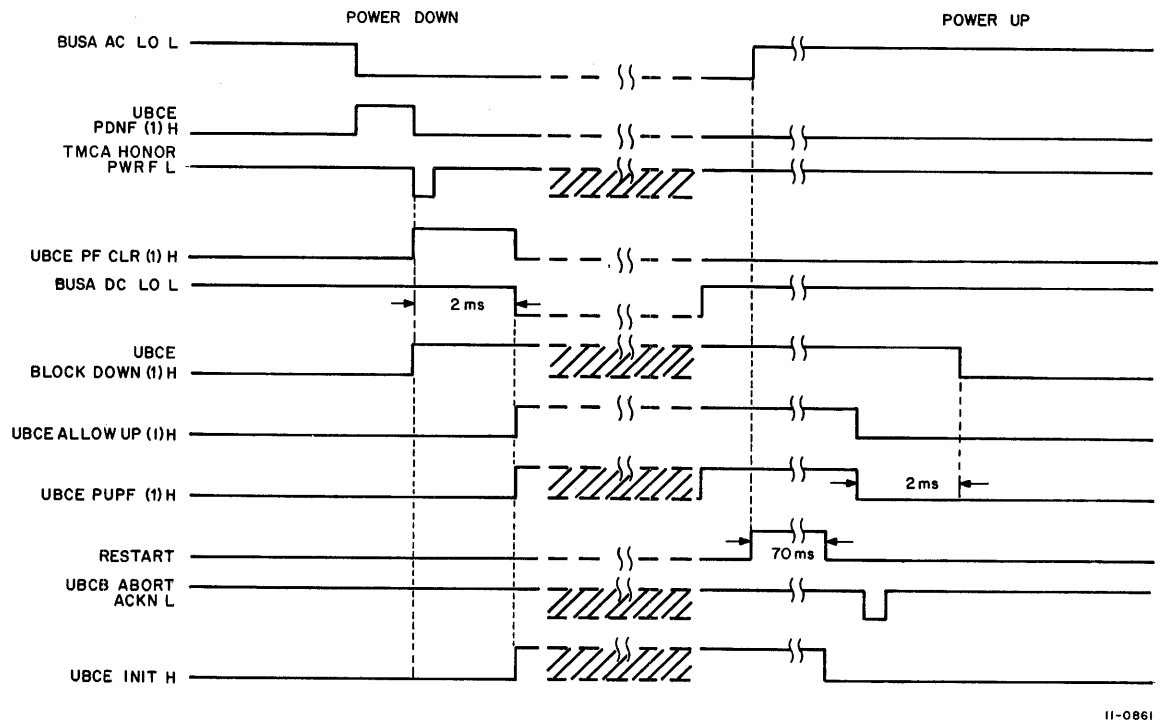 POWER DOWN
POWER UP
BUSA AC LO L
UBCE
PDNF (1) H
TMCA HONOR
PWRF L
UBCE PF CLR (1) H
BUSA DC LO L
2 ms
UBCE
BLOCK DOWN (1) H
UBCE ALLOW UP (1) H
UBCE PUPF (1) H
2 ms
RESTART
70 ms
UBCB ABORT
ACKN L
UBCE INIT H
11-0861